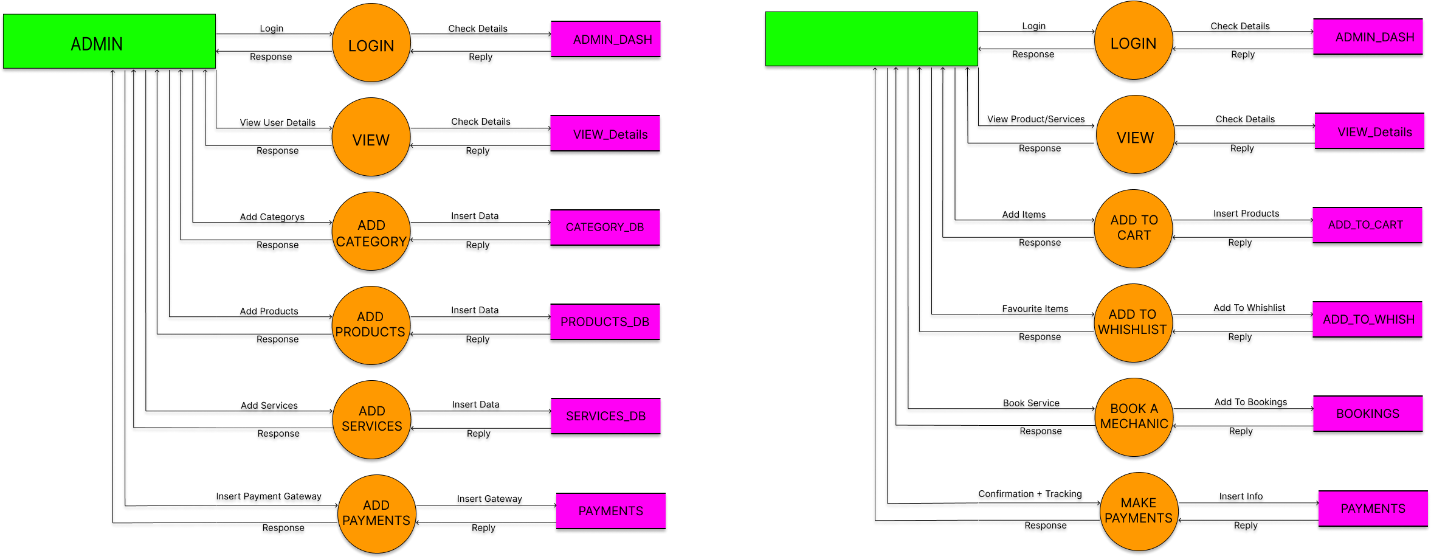 ADMIN
Login
Response
LOGIN
Check Details
Reply
ADMIN_DASH
View User Details
Response
VIEW
Check Details
Reply
VIEW_Details
Add Categorys
Response
ADD
CATEGORY
Insert Data
Reply
CATEGORY_DB
Add Products
Response
ADD
PRODUCTS
Insert Data
Reply
PRODUCTS_DB
Add Services
Response
ADD
SERVICES
Insert Data
Reply
SERVICES_DB
Insert Payment Gateway
Response
ADD
PAYMENTS
Insert Gateway
Reply
PAYMENTS
Login
Response
LOGIN
Check Details
Reply
ADMIN_DASH
View Product/Services
Response
VIEW
Check Details
Reply
VIEW_Details
Add Items
Response
ADD TO
CART
Insert Products
Reply
ADD_TO_CART
Favourite Items
Response
ADD TO
WHISHLIST
Add To Whishlist
Reply
ADD_TO_WHISH
Book Service
Response
BOOK A
MECHANIC
Add To Bookings
Reply
BOOKINGS
Confirmation + Tracking
Response
MAKE
PAYMENTS
Insert Info
Reply
PAYMENTS